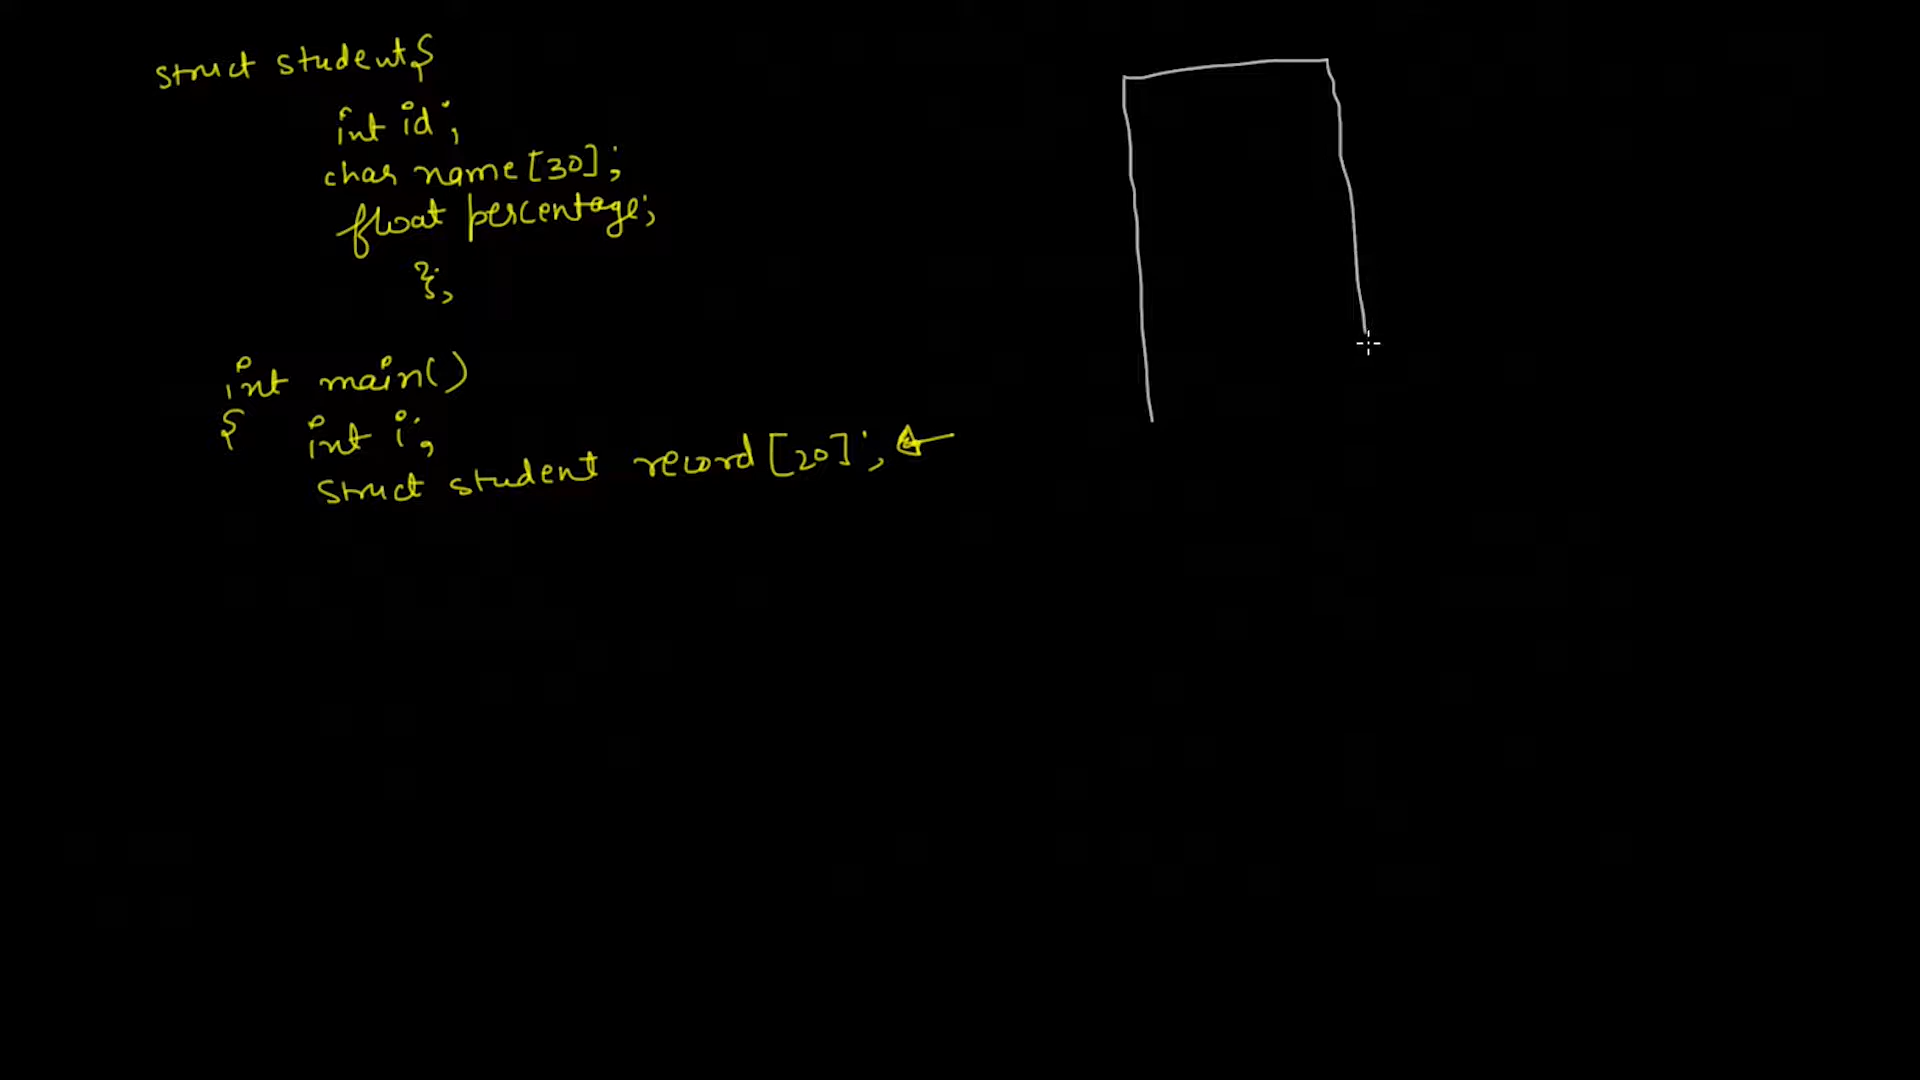 struct student{
int id;
char name[30];
float percentage;
};
int main()
{ int i;
struct student record[20];